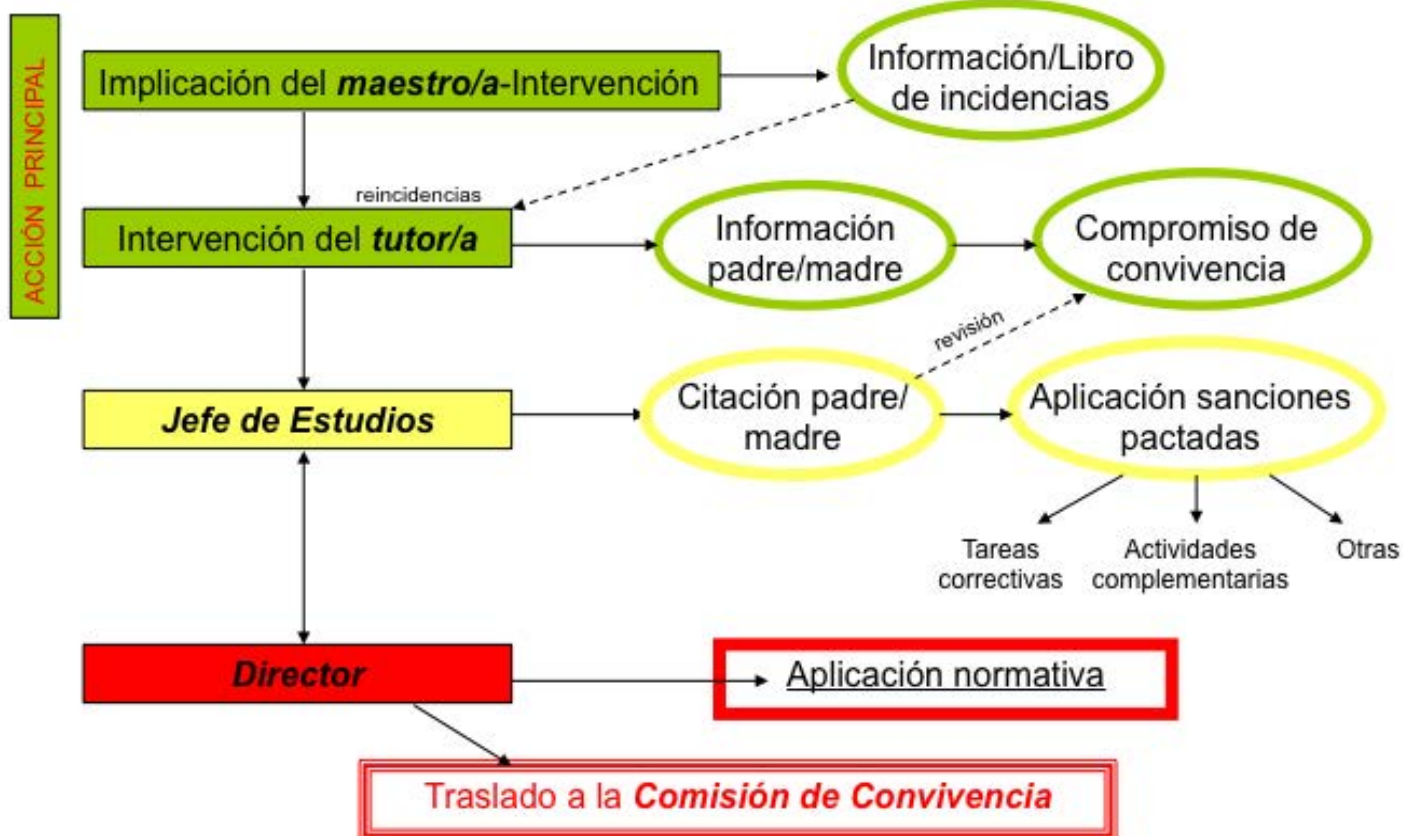 ACCIÓN PRINCIPAL
Implicación del maestro/a-Intervención
Información/Libro
de incidencias
reincidencias
Intervención del tutor/a
Información
padre/madre
Compromiso de
convivencia
revisión
Jefe de Estudios
Citación padre/
madre
Aplicación sanciones
pactadas
Tareas
correctivas
Actividades
complementarias
Otras
Director
Aplicación normativa
Traslado a la Comisión de Convivencia